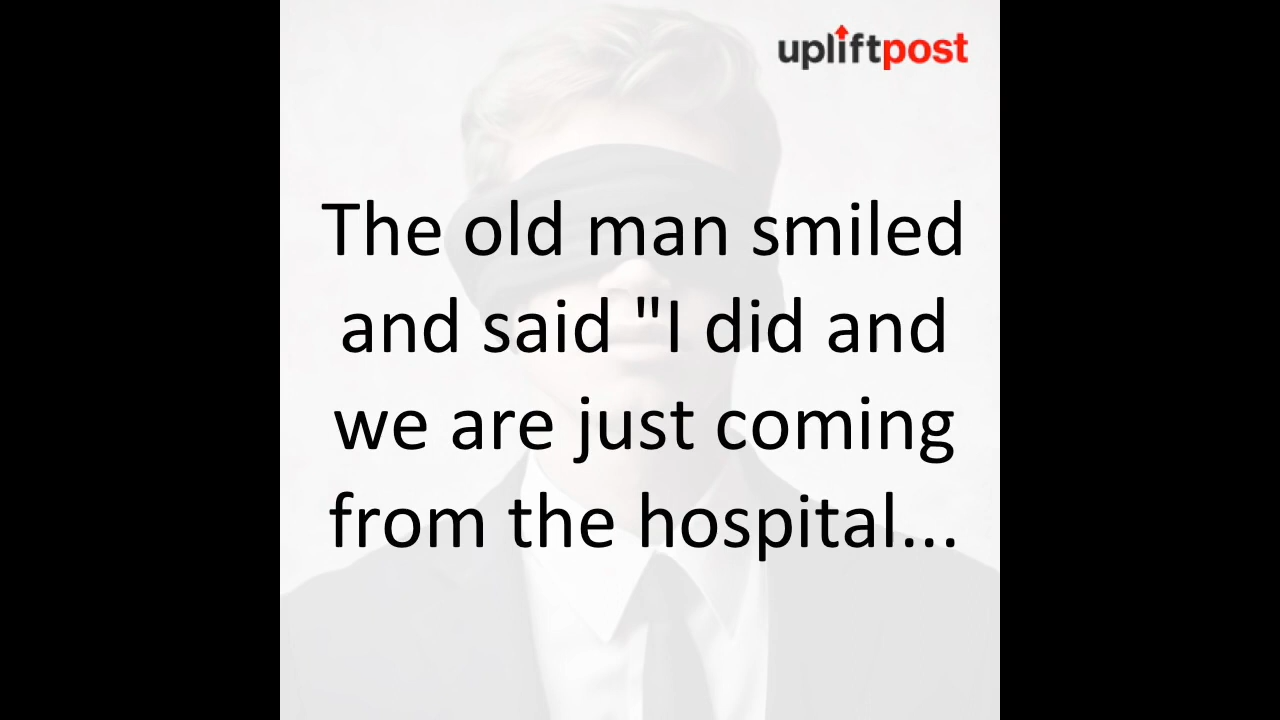 upliftpost
The old man smiled
and said "I did and
we are just coming
from the hospital...